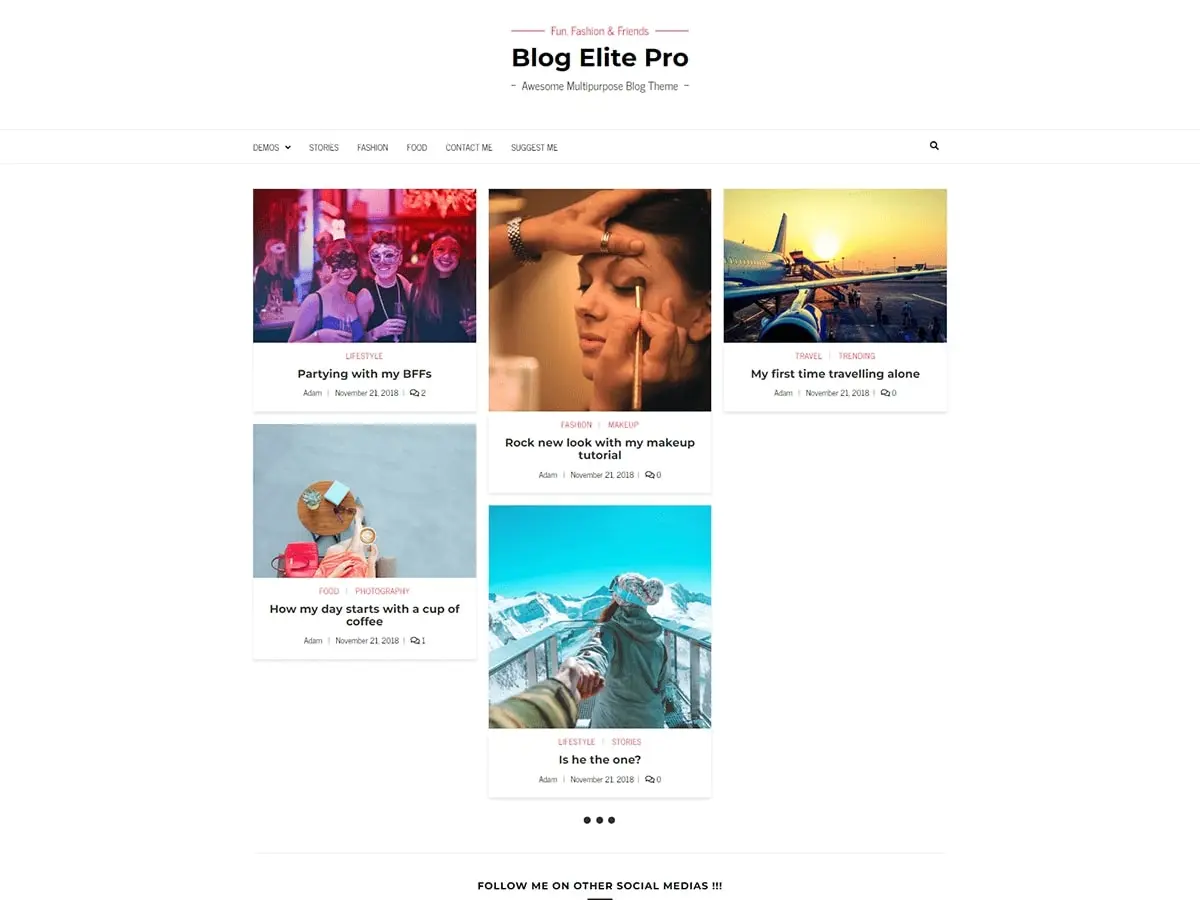 Fun, Fashion & Friends
Blog Elite Pro
~ Awesome Multipurpose Blog Theme ~
DEMOS STORIES FASHION FOOD CONTACT ME SUGGEST ME
LIFESTYLE
Partying with my BFFs
Adam | November 21, 2018 | 2
FOOD | PHOTOGRAPHY
How my day starts with a cup of
coffee
Adam | November 21, 2018 | 1
FASHION | MAKEUP
Rock new look with my makeup
tutorial
Adam | November 21, 2018 | 0
LIFESTYLE | STORIES
Is he the one?
Adam | November 21, 2018 | 0
TRAVEL | TRENDING
My first time travelling alone
Adam | November 21, 2018 | 0
FOLLOW ME ON OTHER SOCIAL MEDIAS !!!